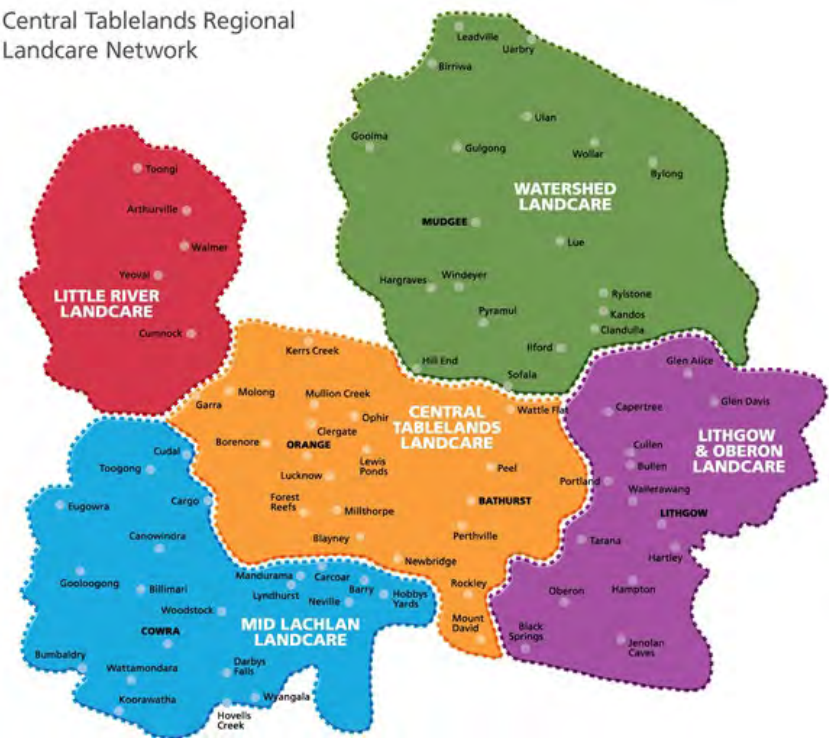 Central Tablelands Regional
Landcare Network
Leadville
Uarbry
Birriwa
Ulan
Goolma
Gulgong
Wollar
Bylong
WATERSHED
LANDCARE
MUDGEE
Lue
Hargraves
Windeyer
Rylstone
Pyramul
Kandos
Clandulla
Ilford
Hill End
Sofala
Toongi
Arthurville
Walmer
Yeoval
LITTLE RIVER
LANDCARE
Cumnock
Kerrs Creek
Molong
Garra
Mullion Creek
Ophir
Clergate
CENTRAL
TABLELANDS
LANDCARE
Wattle Flat
Borenore
ORANGE
Lewis
Ponds
Lucknow
Peel
Forest
Reefs
Millthorpe
BATHURST
Blayney
Perthville
Newbridge
Rockley
Mount
David
Glen Alice
Glen Davis
Capertree
LITHGOW
& OBERON
LANDCARE
Cullen
Bullen
Portland
Wallerawang
LITHGOW
Tarana
Hartley
Hampton
Oberon
Black
Springs
Jenolan
Caves
Cudal
Toogong
Cargo
Eugowra
Canowindra
Gooloogong
Billimari
Mandurama
Carcoar
Lyndhurst
Barry
Neville
Hobbys
Yards
Woodstock
COWRA
MID LACHLAN
LANDCARE
Bumbaldry
Wattamondara
Darbys
Falls
Koorawatha
Wyangala
Hovells
Creek